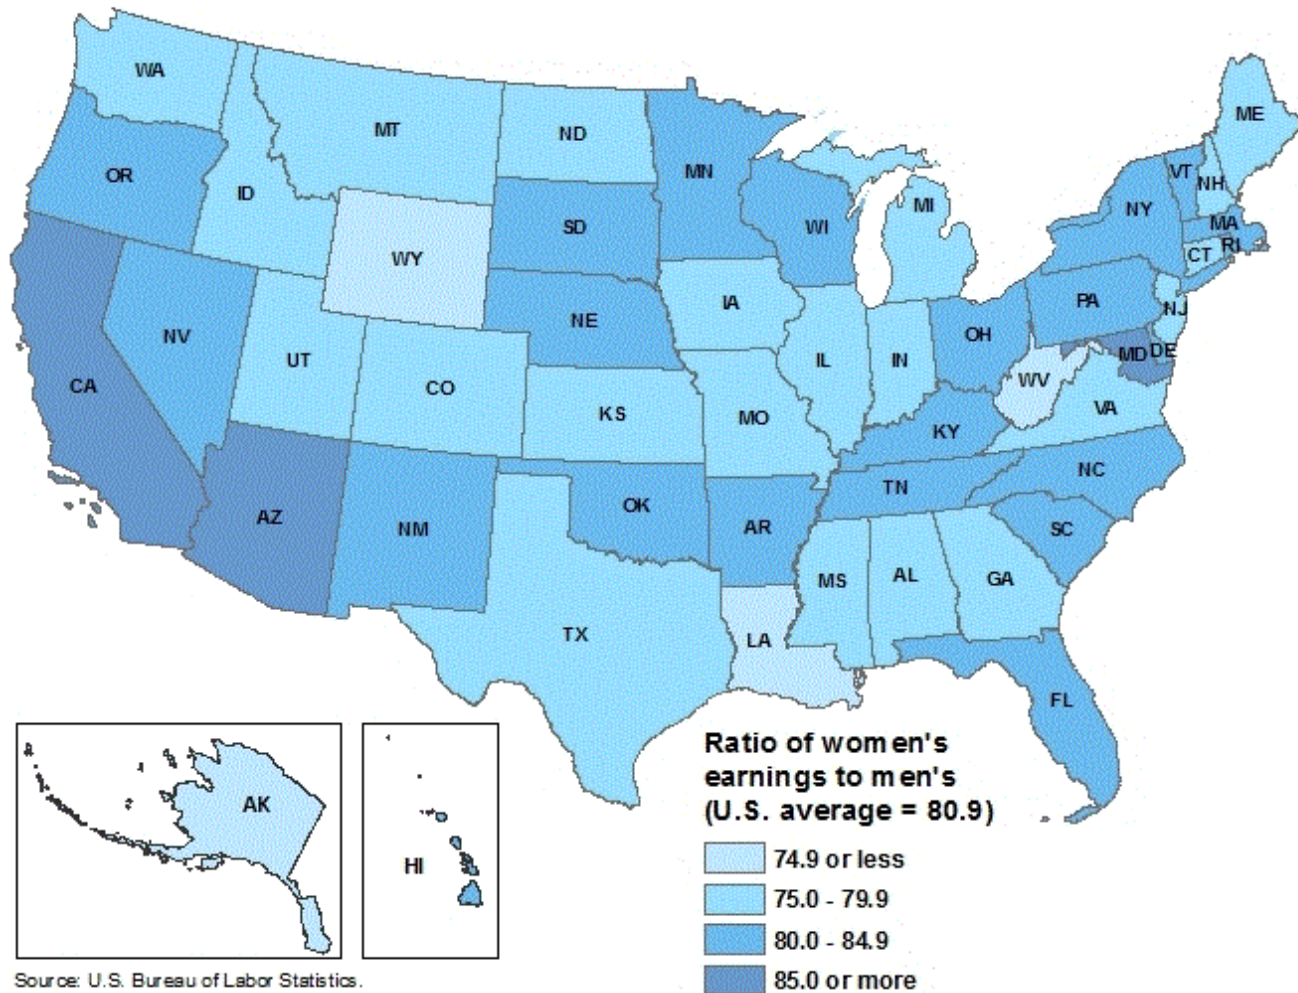 WA
MT
ND
MN
ME
OR
ID
SD
WI
MI
VT
NH
NY
MA
WY
CT
RI
IA
NE
PA
NV
UT
CO
IL
IN
OH
NJ
MD
DE
CA
KS
MO
WV
VA
KY
AZ
NM
OK
AR
TN
NC
SC
MS
AL
GA
TX
LA
FL
AK
HI
Ratio of women's
earnings to men's
(U.S. average = 80.9)
74.9 or less
75.0 - 79.9
80.0 - 84.9
85.0 or more
Source: U.S. Bureau of Labor Statistics.